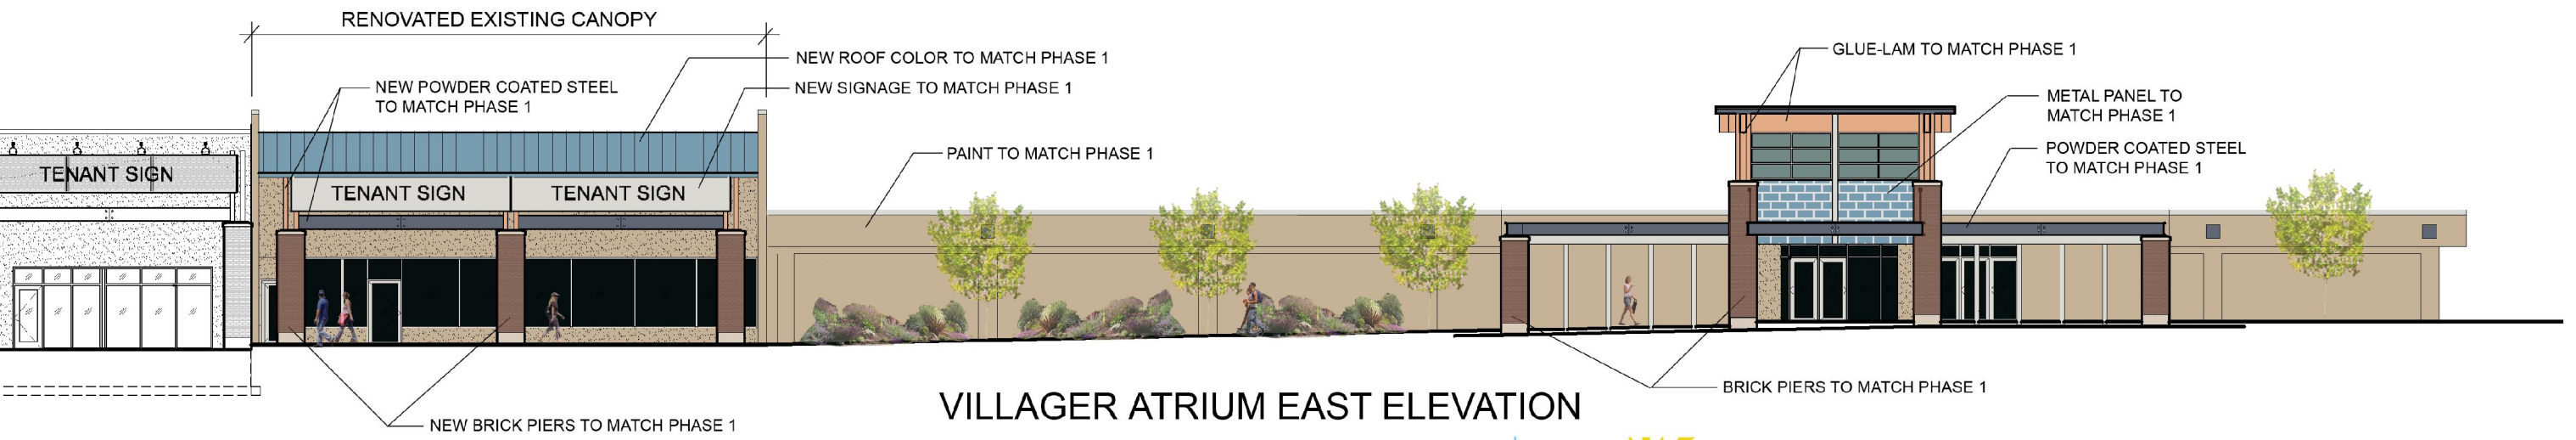 RENOVATED EXISTING CANOPY
NEW ROOF COLOR TO MATCH PHASE 1
NEW SIGNAGE TO MATCH PHASE 1
NEW POWDER COATED STEEL
TO MATCH PHASE 1
GLUE-LAM TO MATCH PHASE 1
METAL PANEL TO
MATCH PHASE 1
POWDER COATED STEEL
TO MATCH PHASE 1
PAINT TO MATCH PHASE 1
TENANT SIGN
TENANT SIGN
TENANT SIGN
BRICK PIERS TO MATCH PHASE 1
VILLAGER ATRIUM EAST ELEVATION
NEW BRICK PIERS TO MATCH PHASE 1